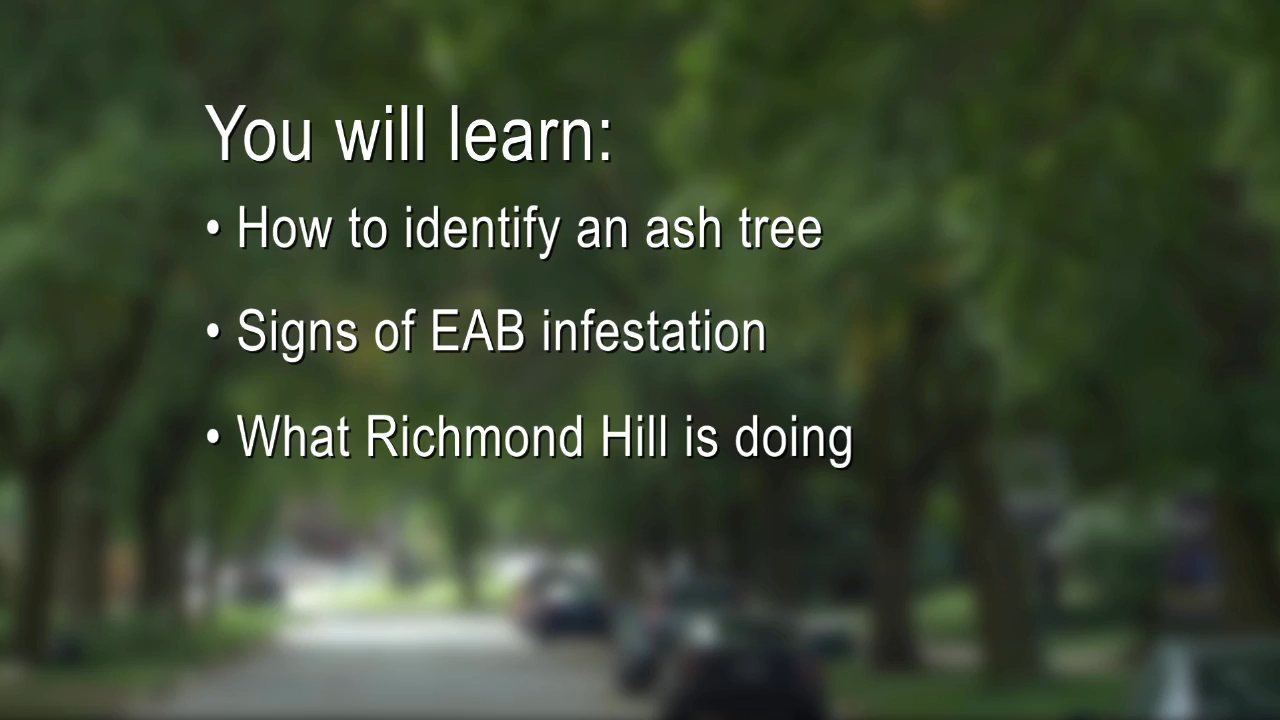 You will learn:
• How to identify an ash tree
• Signs of EAB infestation
• What Richmond Hill is doing